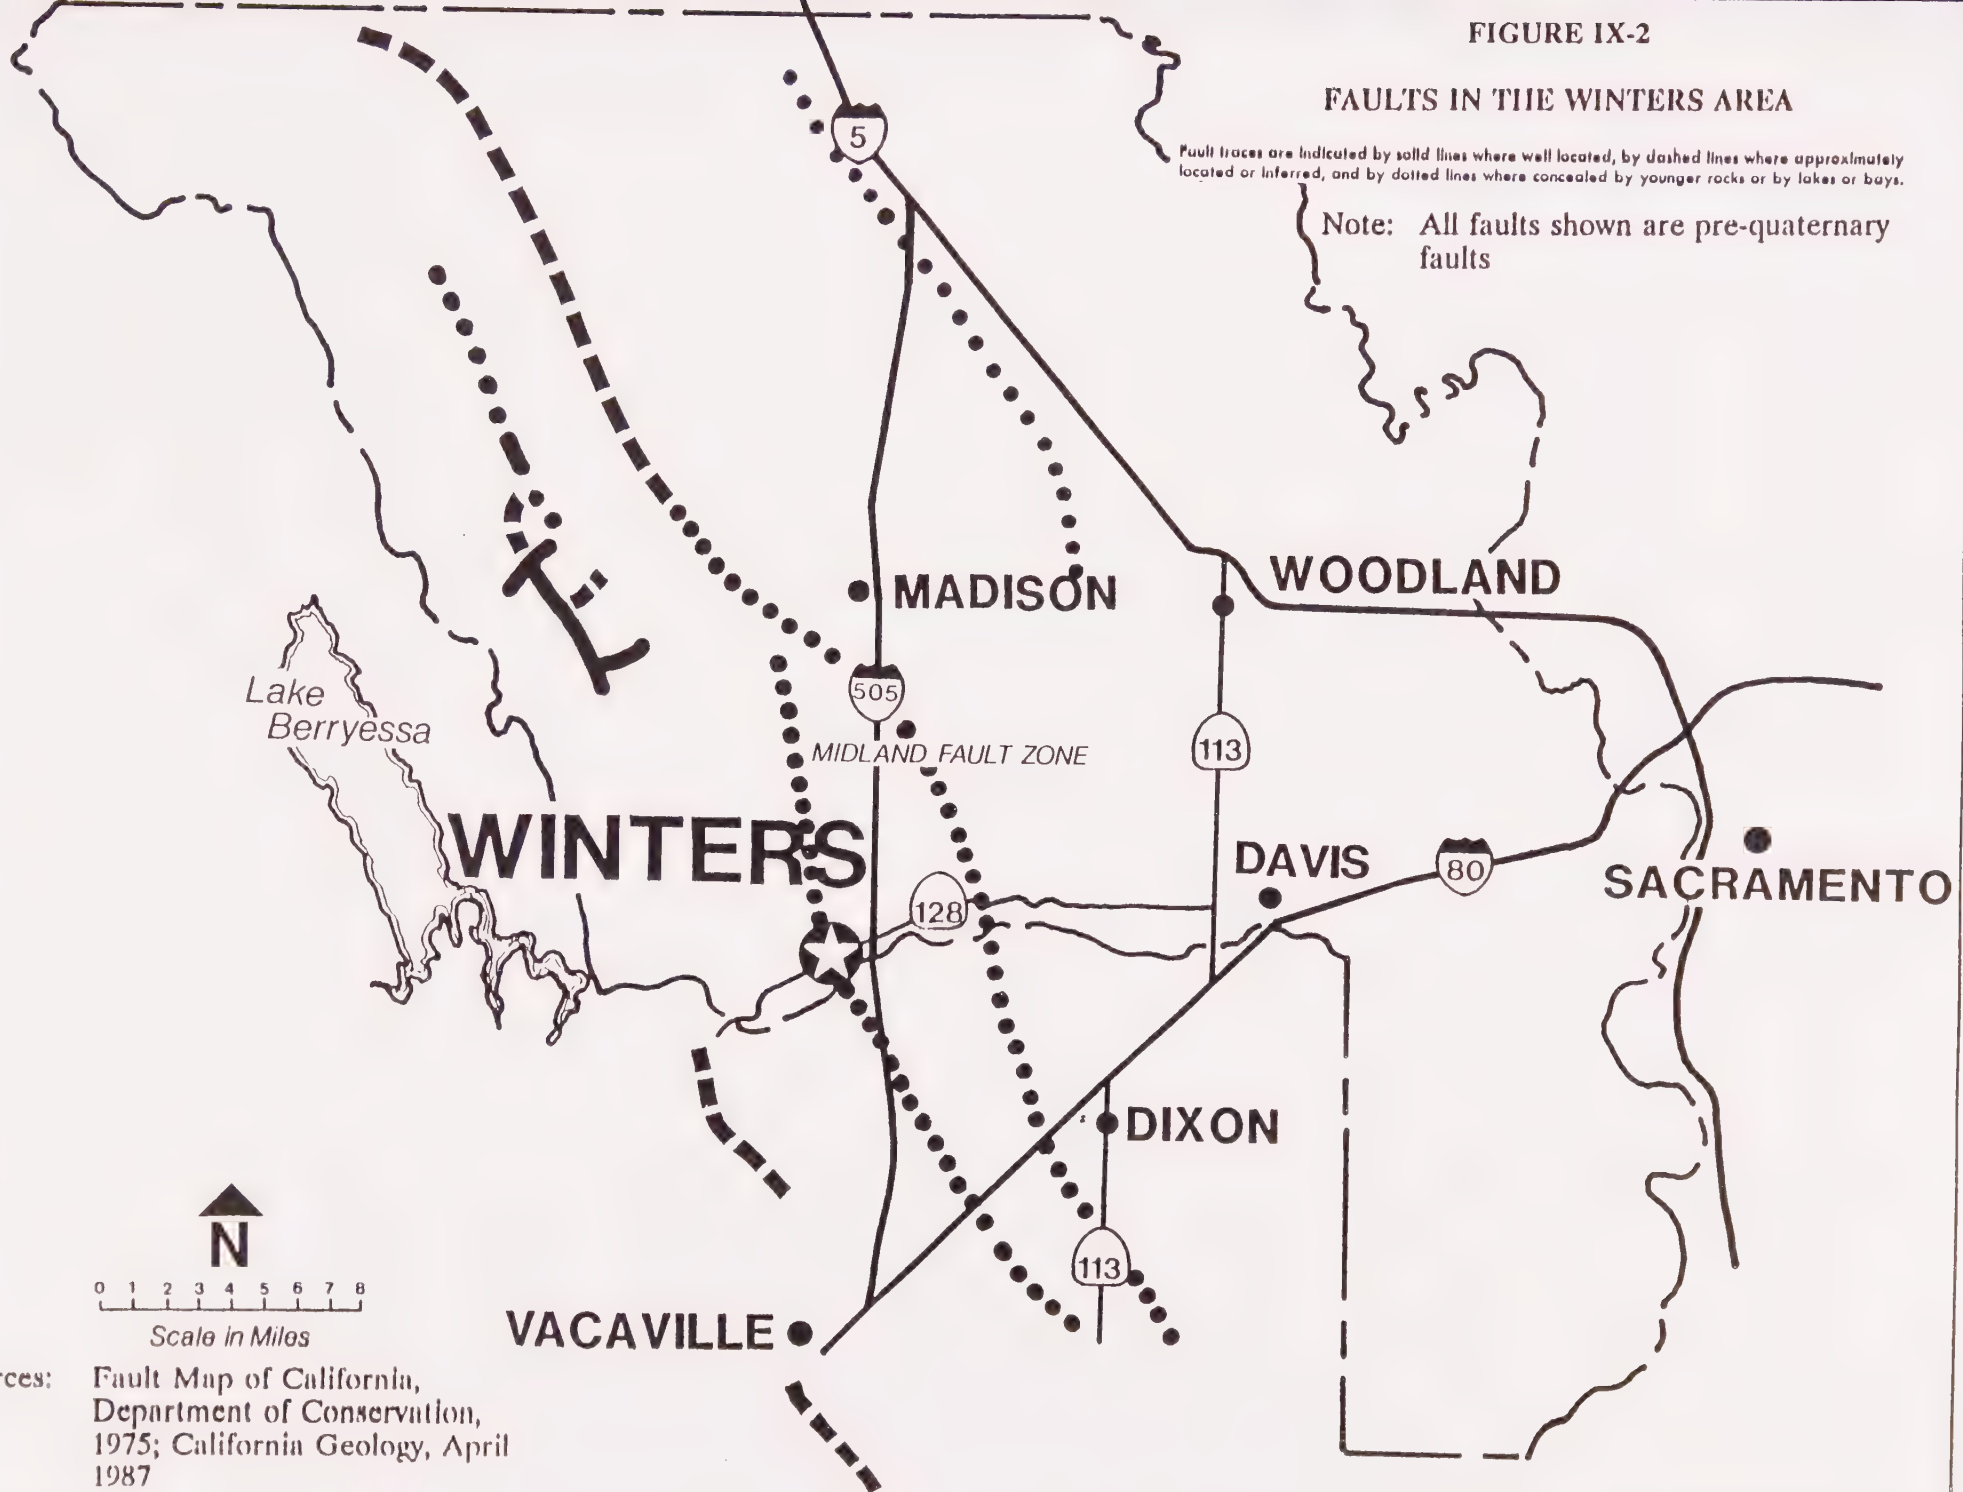 FIGURE IX-2
FAULTS IN THE WINTERS AREA
Fault traces are indicated by solid lines where well located, by dashed lines where approximately
located or inferred, and by dotted lines where concealed by younger rocks or by lakes or bays.
Note: All faults shown are pre-quaternary
faults
5
MADISON
WOODLAND
505
Lake
Berryessa
113
MIDLAND FAULT ZONE
WINTERS
DAVIS
80
SACRAMENTO
128
DIXON
113
N
0 1 2 3 4 5 6 7 8
Scale in Miles
VACAVILLE
rces: Fault Map of California,
Department of Conservation,
1975; California Geology, April
1987